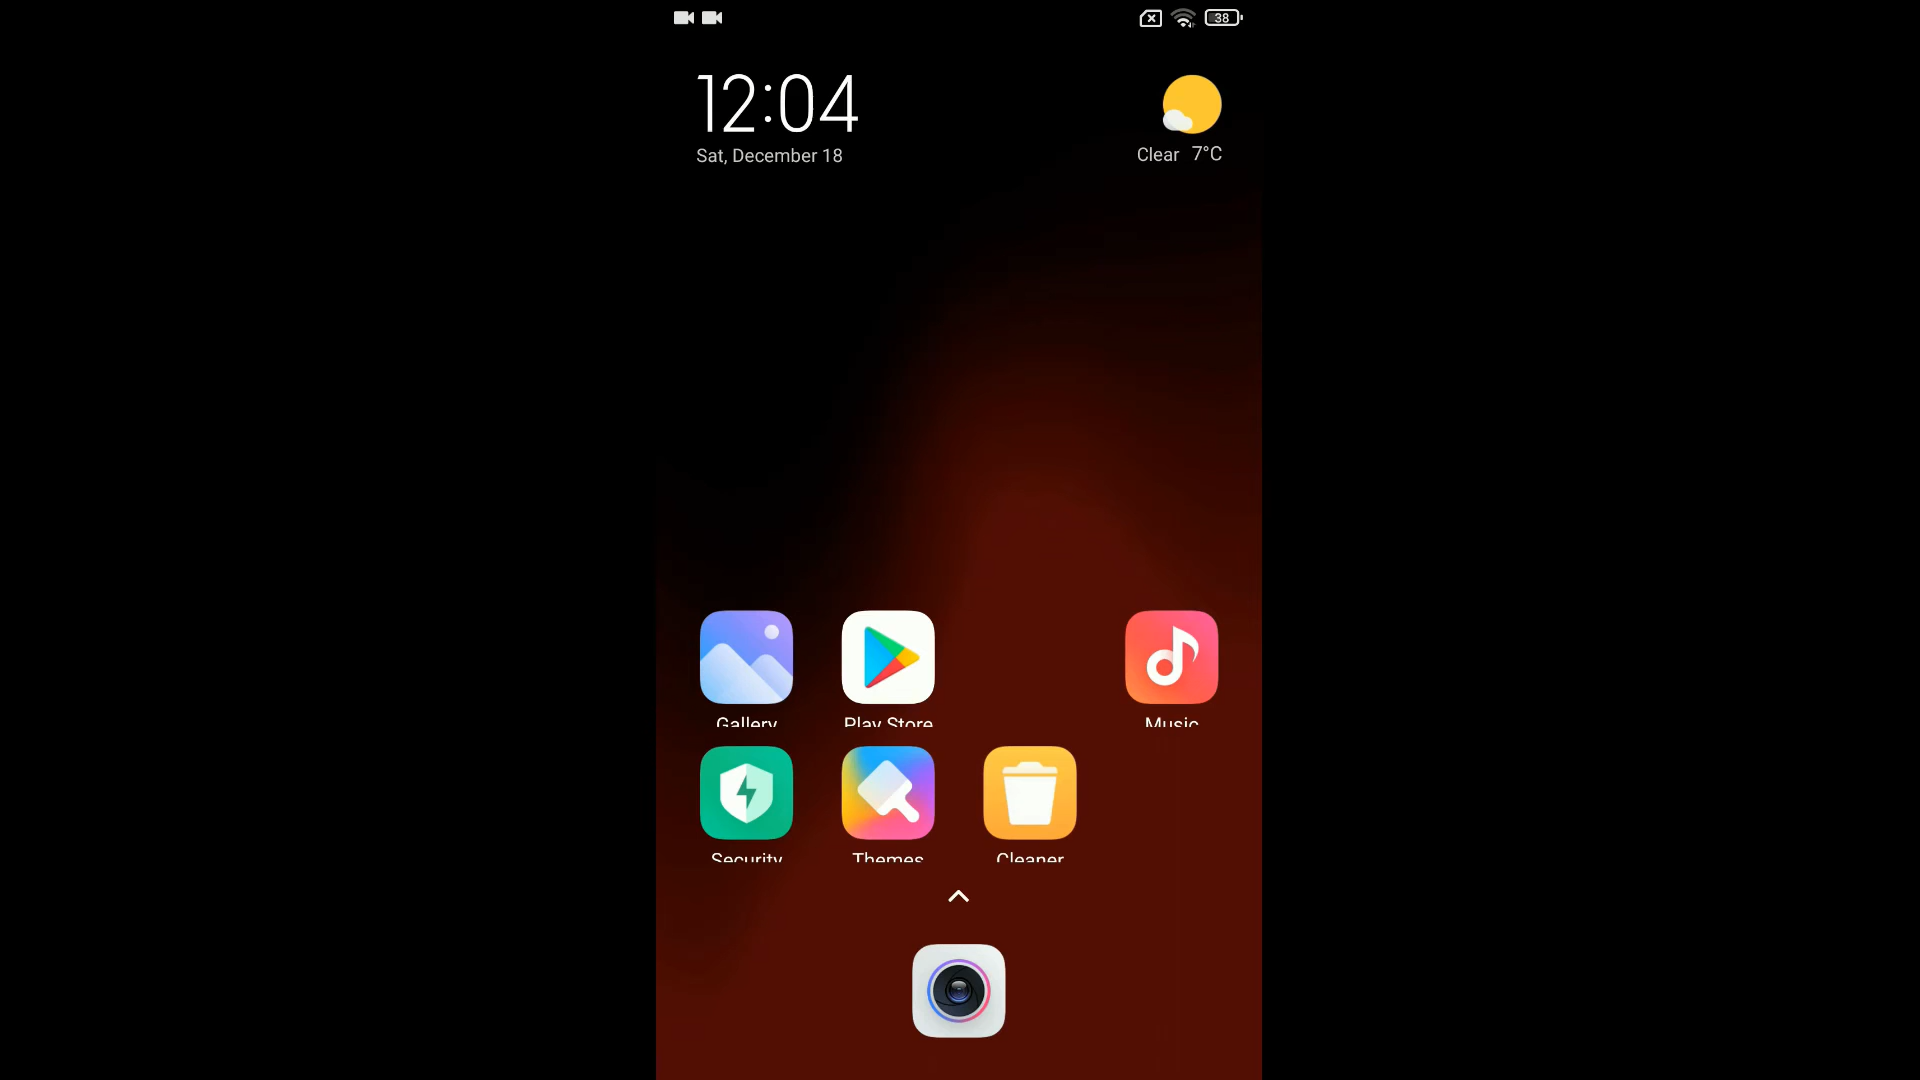 38
12:04
Sat, December 18
Clear 7°C
Gallery
Play Store
Music
Security
Themes
Cleaner